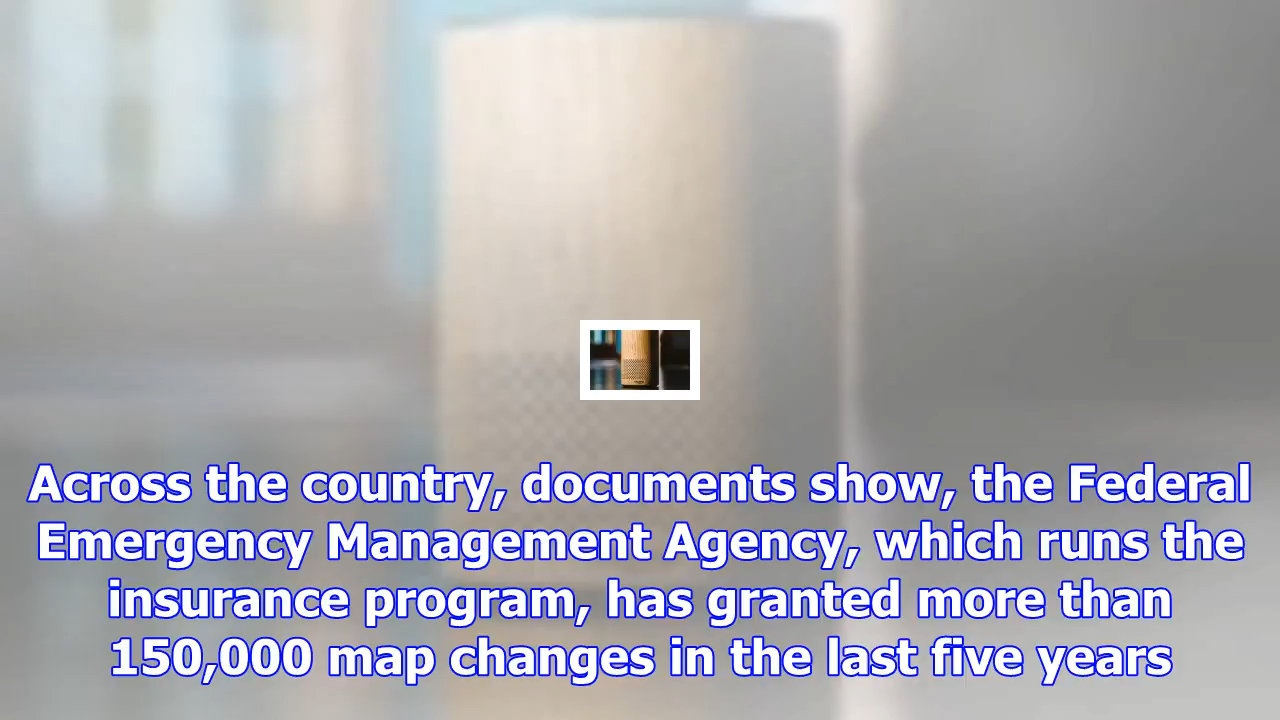 Across the country, documents show, the Federal
Emergency Management Agency, which runs the
insurance program, has granted more than
150,000 map changes in the last five years